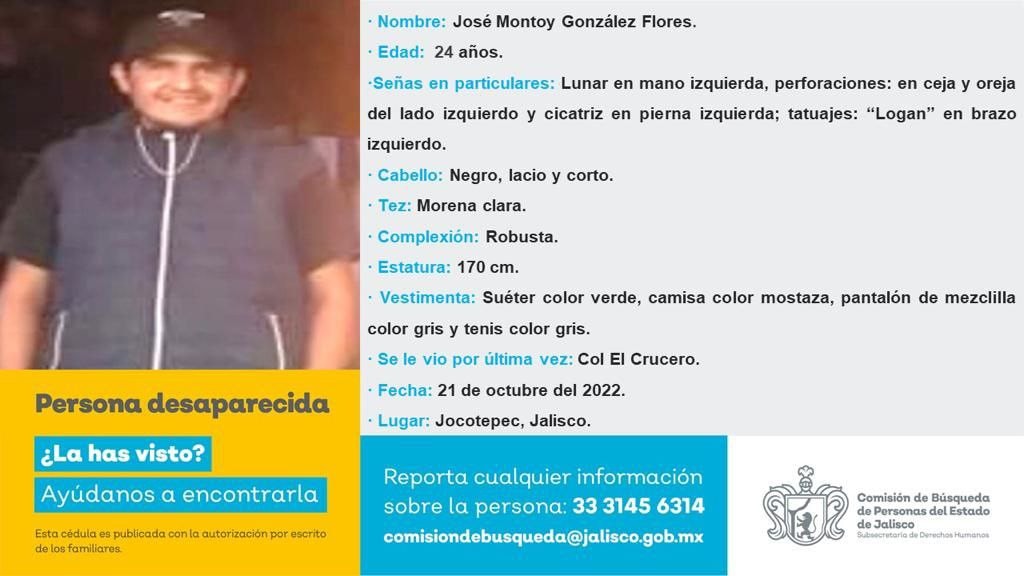 · Nombre: José Montoy González Flores.
· Edad: 24 años.
·Señas en particulares: Lunar en mano izquierda, perforaciones: en ceja y oreja
del lado izquierdo y cicatriz en pierna izquierda; tatuajes: “Logan” en brazo
izquierdo.
· Cabello: Negro, lacio y corto.
· Tez: Morena clara.
· Complexión: Robusta.
· Estatura: 170 cm.
· Vestimenta: Suéter color verde, camisa color mostaza, pantalón de mezclilla
color gris y tenis color gris.
· Se le vio por última vez: Col El Crucero.
· Fecha: 21 de octubre del 2022.
· Lugar: Jocotepec, Jalisco.
Persona desaparecida
¿La has visto?
Ayúdanos a encontrarla
Esta cédula es publicada con la autorización por escrito
de los familiares.
Reporta cualquier información
sobre la persona: 33 3145 6314
comisiondebusqueda@jalisco.gob.mx
Comisión de Búsqueda
de Personas del Estado
de Jalisco
Subsecretaría de Derechos Humanos